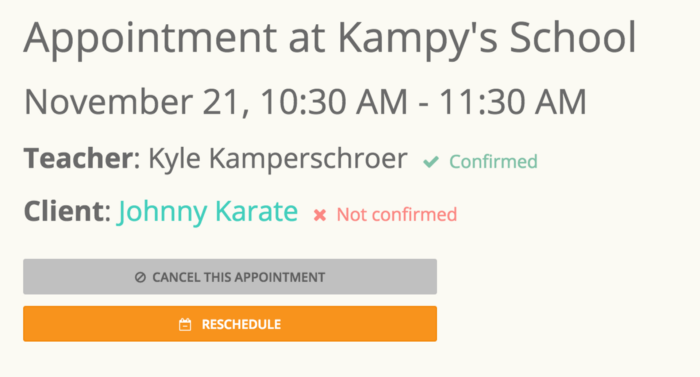 Appointment at Kampy's School
November 21, 10:30 AM - 11:30 AM
Teacher: Kyle Kamperschroer Confirmed
Client: Johnny Karate Not confirmed
CANCEL THIS APPOINTMENT
RESCHEDULE